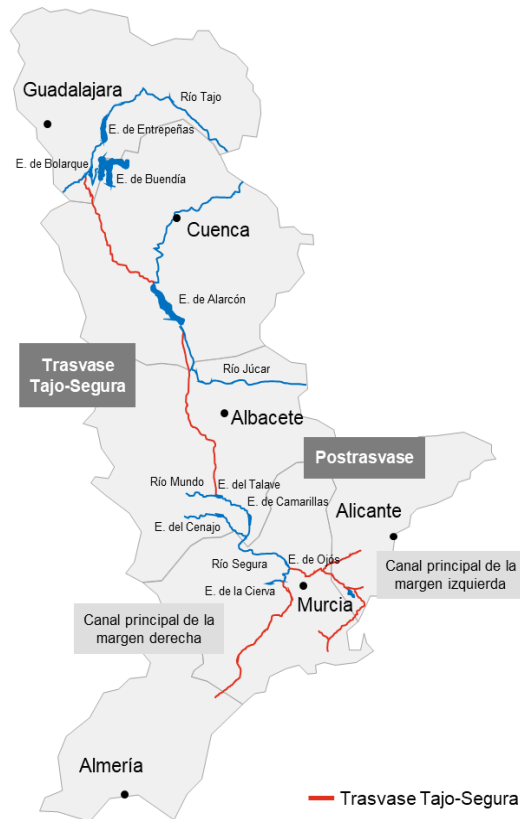 Guadalajara
Río Tajo
E. de Entrepeñas
E. de Bolarque
E. de Buendía
Cuenca
E. de Alarcón
Trasvase
Tajo-Segura
Río Júcar
Albacete
Postrasvase
Río Mundo
E. del Talave
E. de Camarillas
Alicante
E. del Cenajo
Río Segura
E. de Ojós
Canal principal de la
margen izquierda
E. de la Cierva
Murcia
Canal principal de la
margen derecha
Almería
Trasvase Tajo-Segura